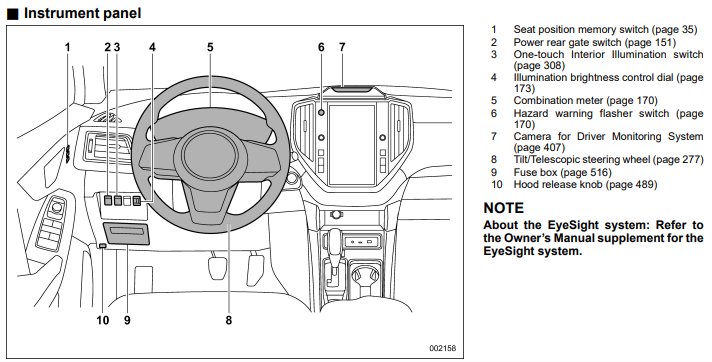 ■ Instrument panel
1 2 3 4 5 6 7
10 9 8
002158
1 Seat position memory switch (page 35)
2 Power rear gate switch (page 151)
3 One-touch Interior Illumination switch
(page 308)
4 Illumination brightness control dial (page
173)
5 Combination meter (page 170)
6 Hazard warning flasher switch (page
170)
7 Camera for Driver Monitoring System
(page 407)
8 Tilt/Telescopic steering wheel (page 277)
9 Fuse box (page 516)
10 Hood release knob (page 489)
NOTE
About the EyeSight system: Refer to
the Owner's Manual supplement for the
EyeSight system.